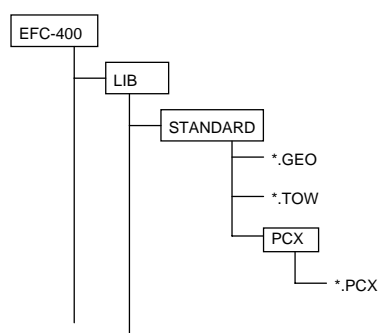 EFC-400
LIB
STANDARD
*.GEO
*.TOW
PCX
*.PCX